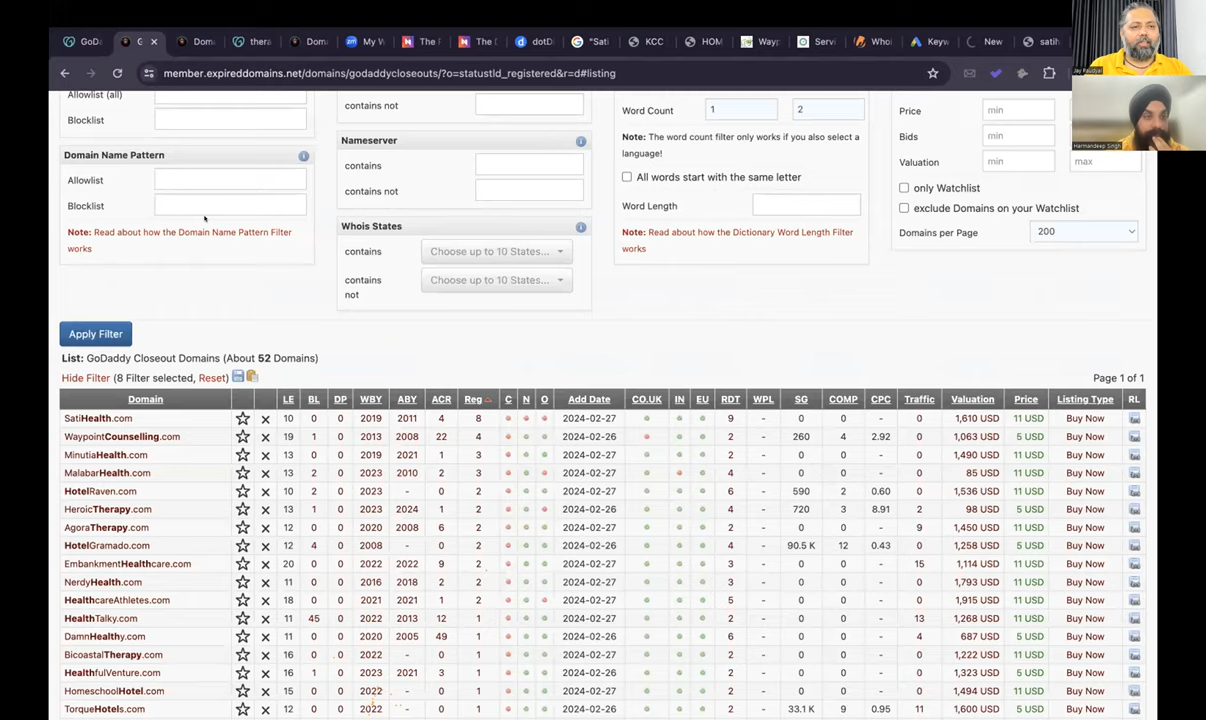 GoDa
G
Dom
thera
Dom
My W
The F
The D
dotD
"Sati
KCC
HOM
Wayp
Servi
Whoi
Keyw
New
satih
member.expireddomains.net/domains/godaddycloseouts/?o=statustld_registered&r=d#listing
Jay Paudyal
Harmandeep Singh
Allowlist (all)
Blocklist
Domain Name Pattern
Allowlist
Blocklist
Note: Read about how the Domain Name Pattern Filter
works
contains not
Nameserver
contains
contains not
Whois States
contains Choose up to 10 States...
contains Choose up to 10 States...
not
Word Count 1 2
Note: The word count filter only works if you also select a
language!
All words start with the same letter
Word Length
Note: Read about how the Dictionary Word Length Filter
works
Price min
Bids min
Valuation min max
only Watchlist
exclude Domains on your Watchlist
Domains per Page 200
Apply Filter
List: GoDaddy Closeout Domains (About 52 Domains)
Hide Filter (8 Filter selected, Reset)
Page 1 of 1
Domain LE BL DP WBY ABY ACR Reg C N O Add Date CO.UK IN EU RDT WPL SG COMP CPC Traffic Valuation Price Listing Type RL
SatiHealth.com 10 0 0 2019 2011 4 8 2024-02-27 9 - - - - 0 1,610 USD 11 USD Buy Now
WaypointCounselling.com 19 1 0 2013 2008 22 4 2024-02-26 2 - 260 4 2.92 0 1,063 USD 5 USD Buy Now
MinutiaHealth.com 13 0 0 2019 2021 1 3 2024-02-27 2 - - - - 0 1,490 USD 11 USD Buy Now
MalabarHealth.com 13 2 0 2023 2010 2 3 2024-02-27 4 - - - - 0 85 USD 11 USD Buy Now
HotelRaven.com 10 2 0 2023 - 0 2 2024-02-27 6 - 590 2 0.60 0 1,536 USD 11 USD Buy Now
HeroicTherapy.com 13 1 0 2023 2024 1 2 2024-02-26 4 - 720 3 8.91 2 98 USD 5 USD Buy Now
AgoraTherapy.com 12 0 0 2020 2008 6 2 2024-02-27 2 - - - - 9 1,450 USD 11 USD Buy Now
HotelGramado.com 12 4 0 2008 - 0 2 2024-02-26 4 - 90.5 K 12 0.43 0 1,258 USD 5 USD Buy Now
EmbankmentHealthcare.com 20 0 0 2022 2022 9 2 2024-02-26 3 - - - - 15 1,114 USD 5 USD Buy Now
NerdyHealth.com 11 0 0 2016 2018 2 2 2024-02-27 3 - - - - 0 1,793 USD 11 USD Buy Now
HealthcareAthletes.com 18 0 0 2021 2021 1 2 2024-02-27 5 - - - - 0 1,915 USD 11 USD Buy Now
HealthTalky.com 11 45 0 2022 2013 12 1 2024-02-27 2 - - - - 13 1,268 USD 11 USD Buy Now
DamnHealthy.com 11 0 0 2020 2005 49 1 2024-02-26 6 - - - - 4 687 USD 5 USD Buy Now
BicoastalTherapy.com 16 0 0 2022 - 0 1 2024-02-27 2 - - - - 0 1,222 USD 11 USD Buy Now
HealthfulVenture.com 16 1 0 2023 2021 3 1 2024-02-26 2 - - - - 0 1,323 USD 5 USD Buy Now
HomeschoolHotel.com 15 0 0 2022 - 0 1 2024-02-27 2 - - - - 0 1,494 USD 11 USD Buy Now
TorqueHotels.com 12 0 0 2022 - 0 1 2024-02-26 2 - 33.1 K 9 0.95 11 1,600 USD 5 USD Buy Now